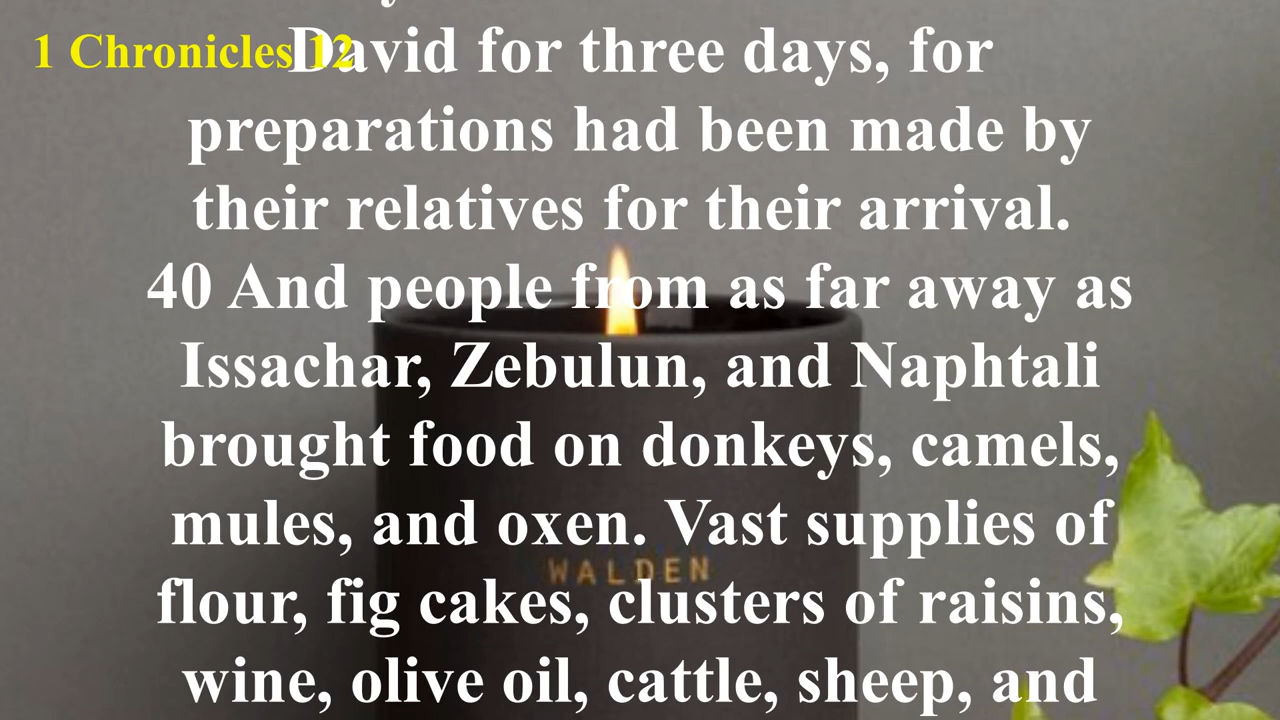 1 Chronicles 12
David for three days, for
preparations had been made by
their relatives for their arrival.
40 And people from as far away as
Issachar, Zebulun, and Naphtali
brought food on donkeys, camels,
mules, and oxen. Vast supplies of
WALDEN
flour, fig cakes, clusters of raisins,
wine, olive oil, cattle, sheep, and